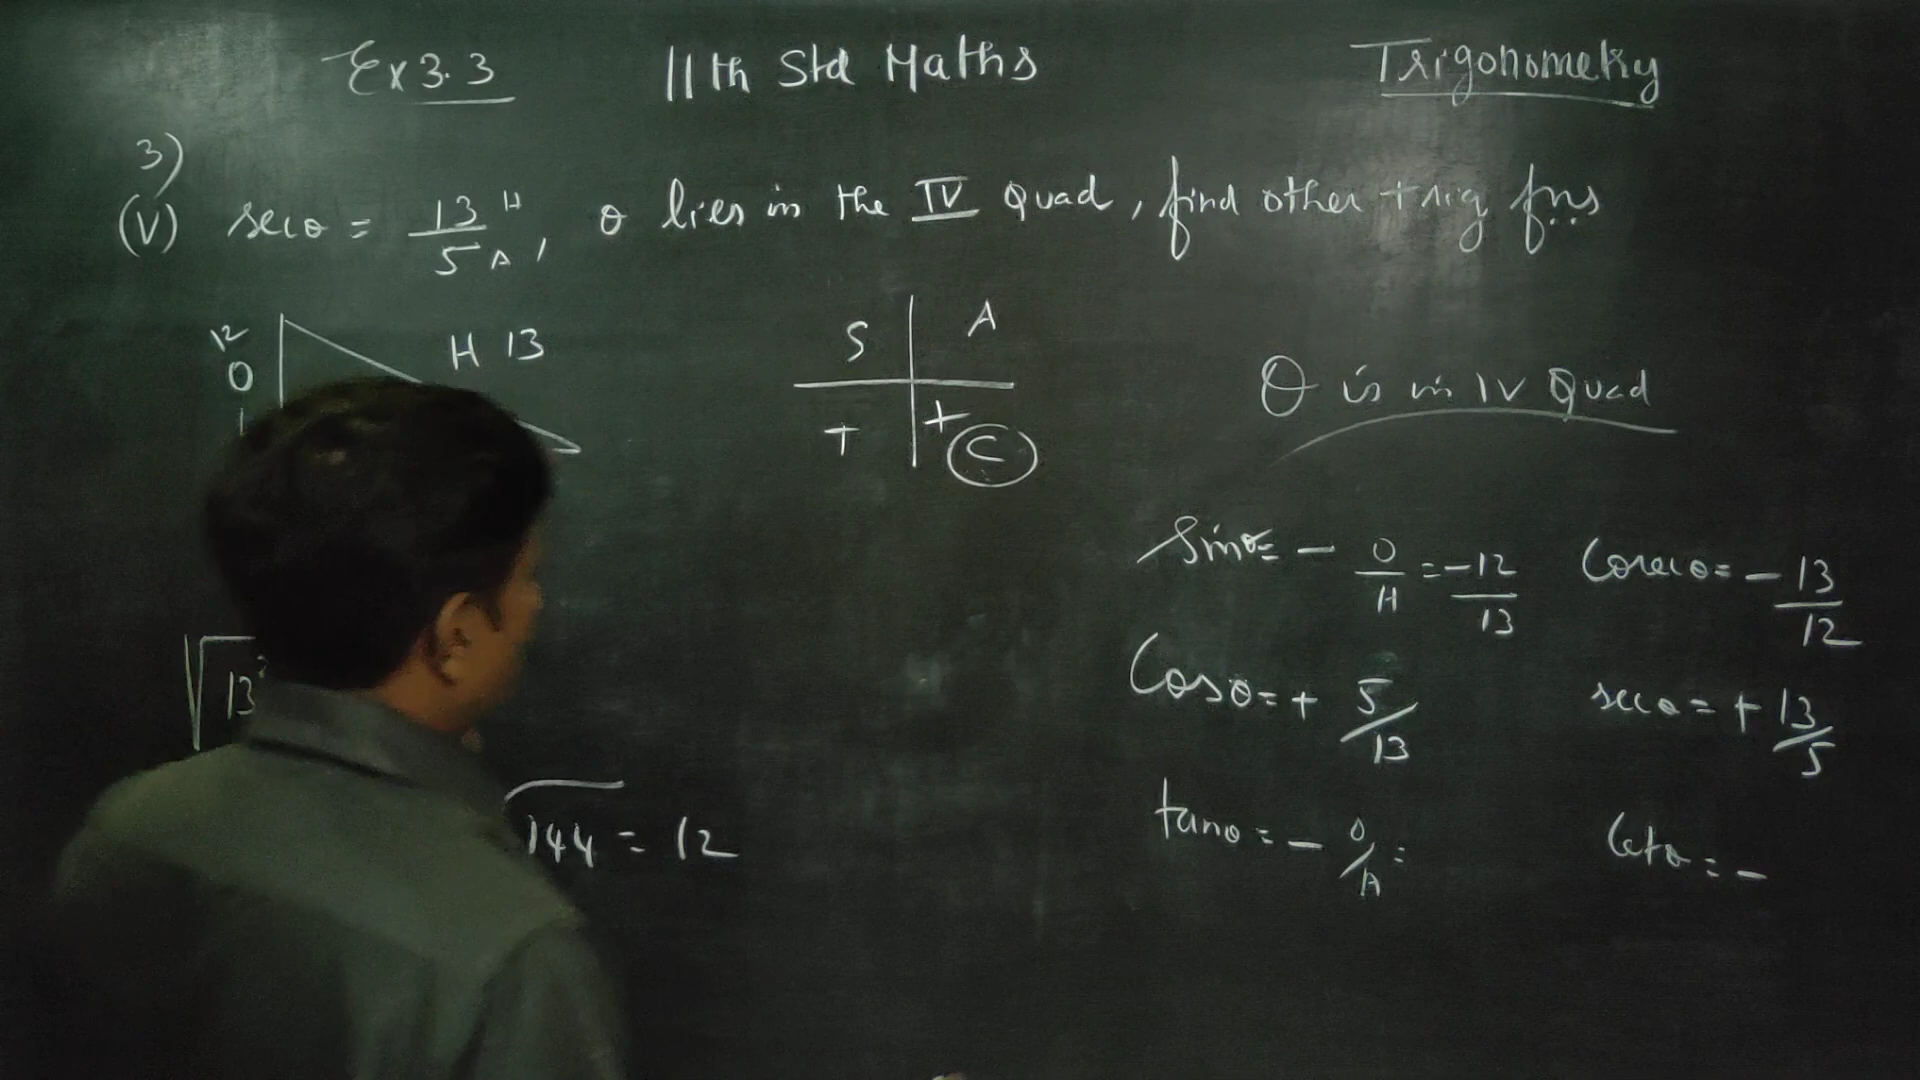 Ex 3.3 11th Std Maths Trigonometry
3)
(V) secθ = 13/5 H A, θ lies in the IV Quad, find other trig fns
12
O
H 13
S A
T + C
θ is in IV Quad
Sinθ = - O/H = -12/13 Cosecθ = - 13/12
√13²
Cosθ = + 5/13 secθ = + 13/5
√144 = 12
tanθ = - O/A = Cotθ = -